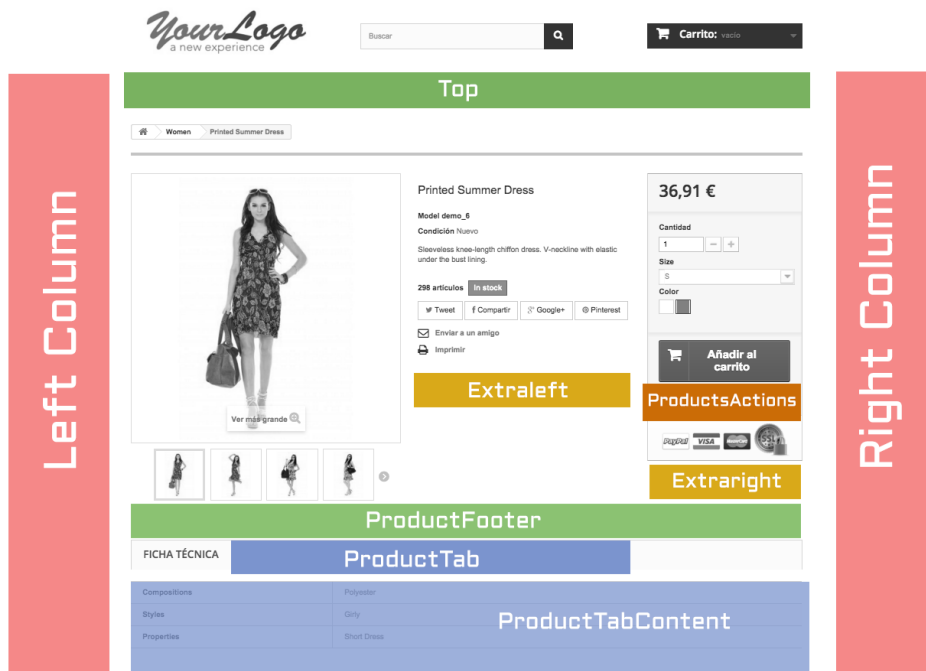 YourLogo
a new experience
Buscar
Carrito: vacío
Top
Left Column
Right Column
Women
Printed Summer Dress
Printed Summer Dress
Model demo_6
Condición Nuevo
Sleeveless knee-length chiffon dress. V-neckline with elastic
under the bust lining.
298 artículos In stock
Tweet
Compartir
Google+
Pinterest
Enviar a un amigo
Imprimir
Extraleft
Ver más grande
36,91 €
Cantidad
1
Size
S
Color
Añadir al
carrito
ProductsActions
PayPal VISA
Extraright
ProductFooter
FICHA TÉCNICA
ProductTab
Compositions Polyester
Styles Girly
Properties Short Dress
ProductTabContent